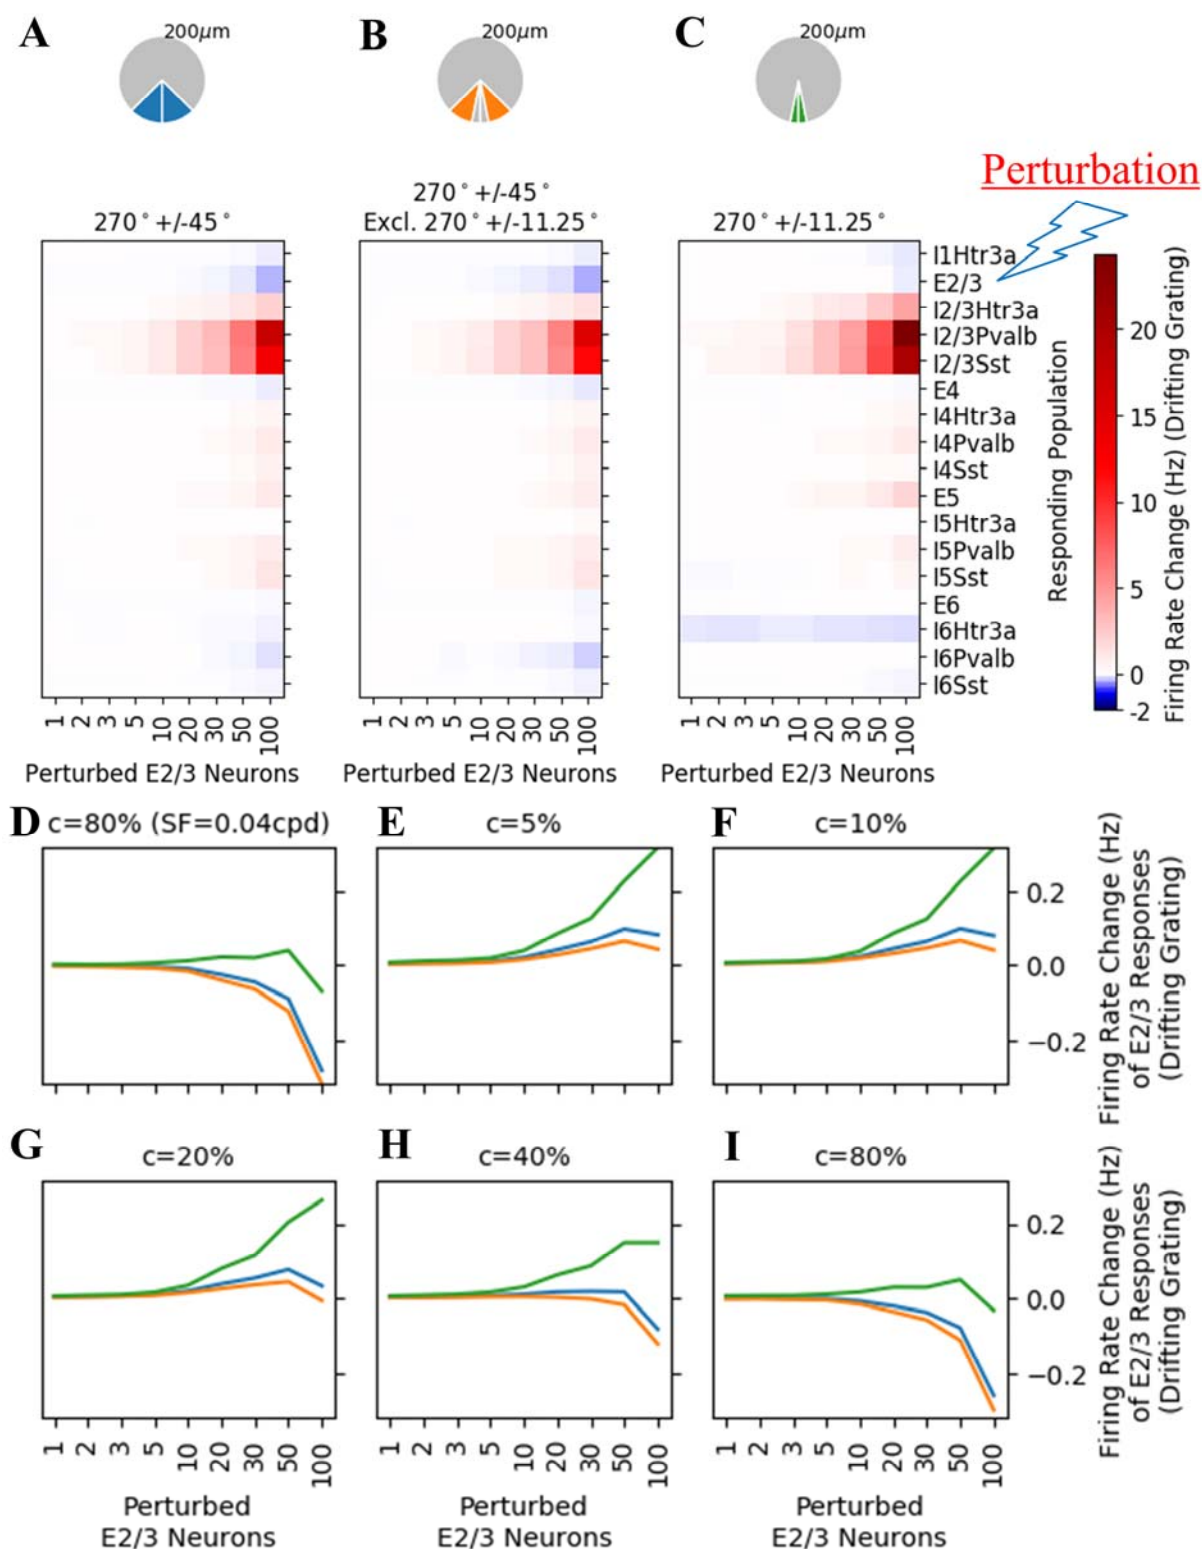 A
B
C
200μm
200μm
200μm
Perturbation
270°+/-45°
270°+/-45°
Excl. 270°+/-11.25°
270°+/-11.25°
I1Htr3a
E2/3
I2/3Htr3a
I2/3Pvalb
I2/3Sst
E4
I4Htr3a
I4Pvalb
I4Sst
E5
I5Htr3a
I5Pvalb
I5Sst
E6
I6Htr3a
I6Pvalb
I6Sst
Responding Population
20
15
10
5
0
-2
Firing Rate Change (Hz) (Drifting Grating)
1 2 3 5 10 20 30 50 100
1 2 3 5 10 20 30 50 100
1 2 3 5 10 20 30 50 100
Perturbed E2/3 Neurons
Perturbed E2/3 Neurons
Perturbed E2/3 Neurons
D
c=80% (SF=0.04cpd)
E
c=5%
F
c=10%
0.2
0.0
−0.2
Firing Rate Change (Hz)
of E2/3 Responses
(Drifting Grating)
G
c=20%
H
c=40%
I
c=80%
0.2
0.0
−0.2
Firing Rate Change (Hz)
of E2/3 Responses
(Drifting Grating)
1 2 3 5 10 20 30 50 100
1 2 3 5 10 20 30 50 100
1 2 3 5 10 20 30 50 100
Perturbed
E2/3 Neurons
Perturbed
E2/3 Neurons
Perturbed
E2/3 Neurons